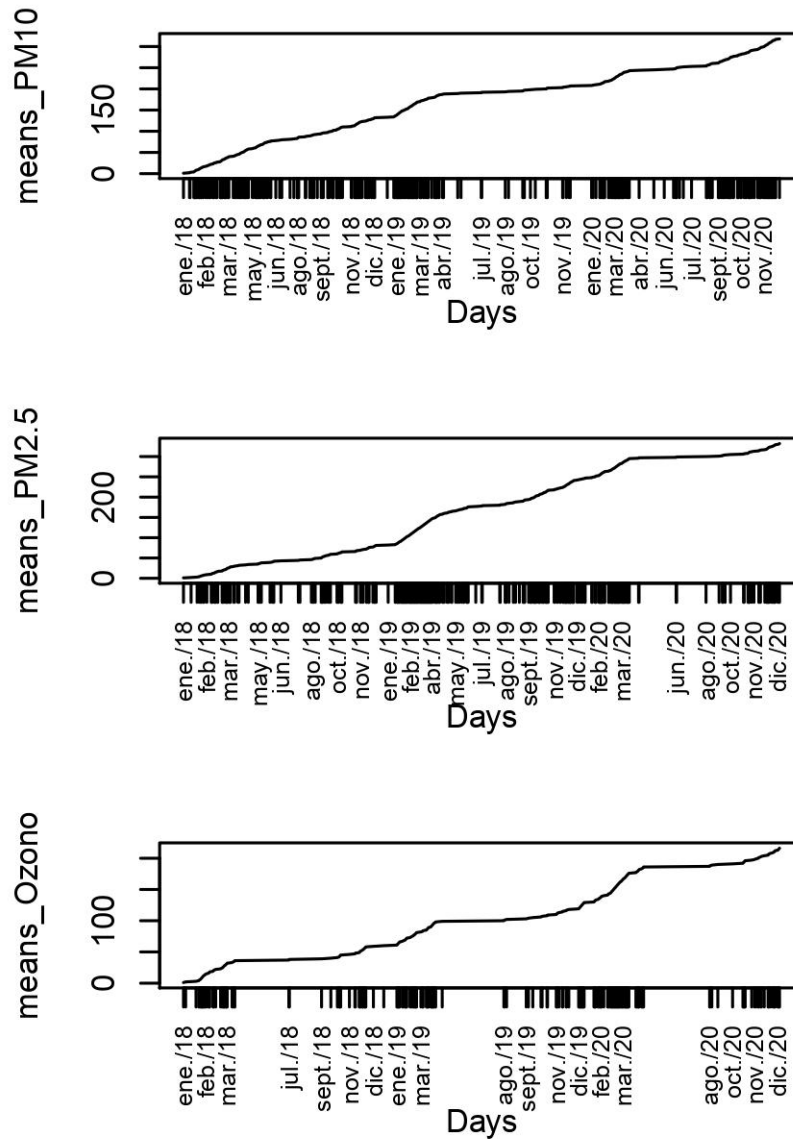 means_PM10
0 150
ene./18 feb./18 mar./18 may./18 jun./18 ago./18 sept./18 nov./18 dic./18 ene./19 mar./19 abr./19 jul./19 ago./19 oct./19 nov./19 ene./20 mar./20 abr./20 jun./20 jul./20 sept./20 oct./20 nov./20
Days
means_PM2.5
0 200
ene./18 feb./18 mar./18 may./18 jun./18 ago./18 oct./18 nov./18 ene./19 feb./19 abr./19 may./19 jul./19 ago./19 sept./19 nov./19 dic./19 feb./20 mar./20 jun./20 ago./20 oct./20 nov./20 dic./20
Days
means_Ozono
0 100
ene./18 feb./18 mar./18 jul./18 sept./18 nov./18 dic./18 ene./19 mar./19 ago./19 sept./19 nov./19 dic./19 feb./20 mar./20 ago./20 oct./20 nov./20 dic./20
Days